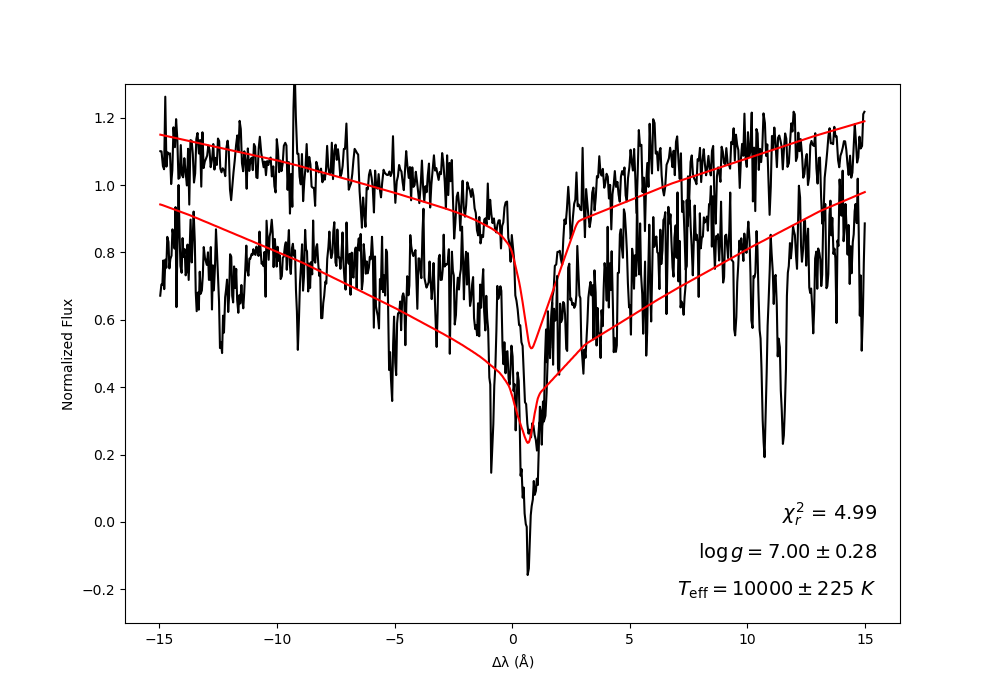 1.2
1.0
0.8
0.6
0.4
0.2
0.0
−0.2
Normalized Flux
χ²ᵣ = 4.99
log g = 7.00 ± 0.28
T_eff = 10000 ± 225 K
−15 −10 −5 0 5 10 15
Δλ (Å)